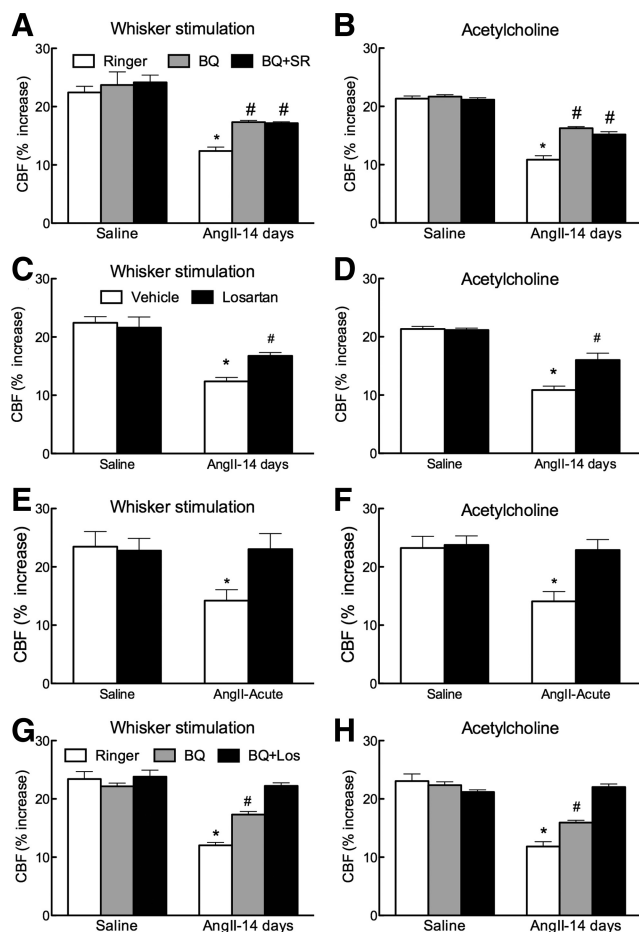 A
Whisker stimulation
Ringer BQ BQ+SR
CBF (% increase)
30
20
10
0
* # #
Saline AngII-14 days
B
Acetylcholine
CBF (% increase)
30
20
10
0
* # #
Saline AngII-14 days
C
Whisker stimulation
Vehicle Losartan
CBF (% increase)
30
20
10
0
* #
Saline AngII-14 days
D
Acetylcholine
CBF (% increase)
30
20
10
0
* #
Saline AngII-14 days
E
Whisker stimulation
CBF (% increase)
30
20
10
0
*
Saline AngII-Acute
F
Acetylcholine
CBF (% increase)
30
20
10
0
*
Saline AngII-Acute
G
Whisker stimulation
Ringer BQ BQ+Los
CBF (% increase)
30
20
10
0
* #
Saline AngII-14 days
H
Acetylcholine
CBF (% increase)
30
20
10
0
* #
Saline AngII-14 days